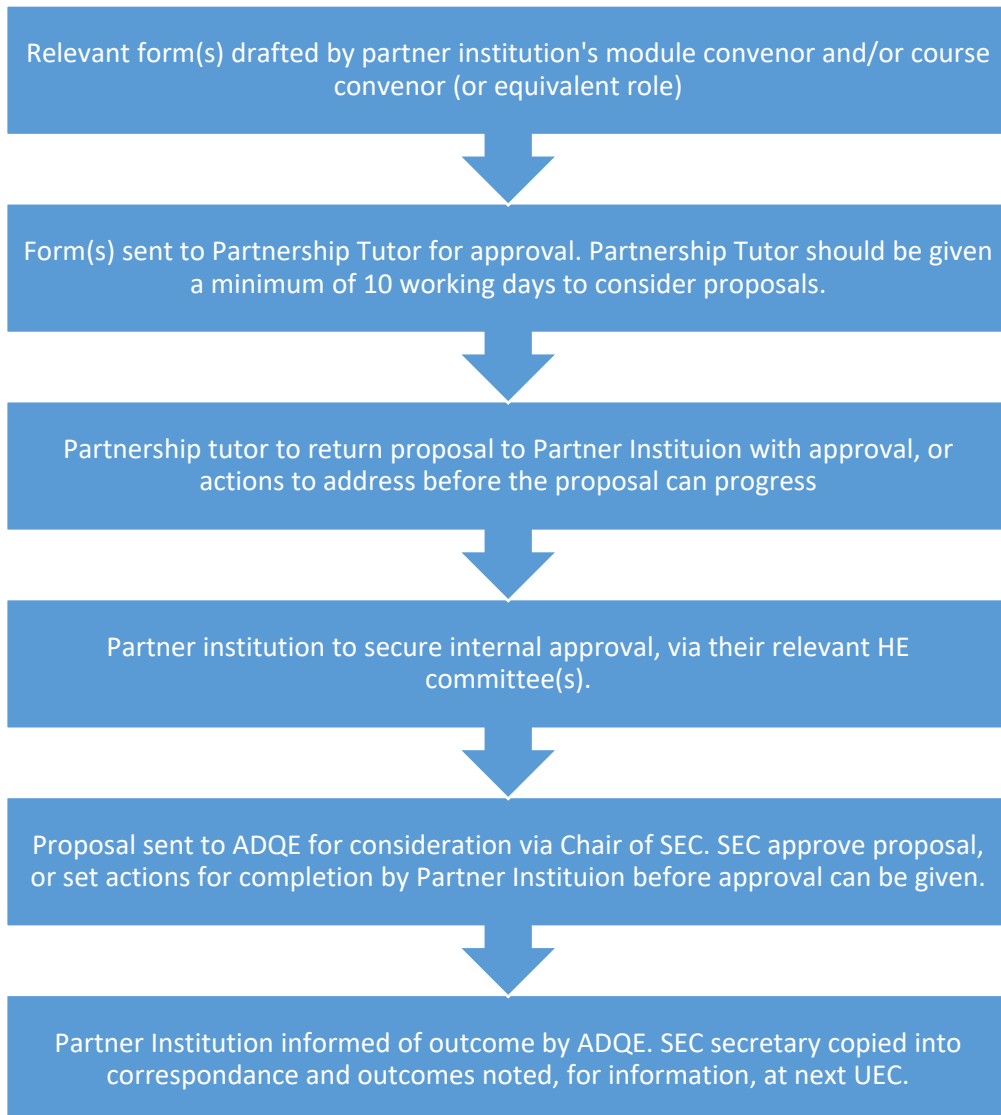 Relevant form(s) drafted by partner institution's module convenor and/or course
convenor (or equivalent role)
Form(s) sent to Partnership Tutor for approval. Partnership Tutor should be given
a minimum of 10 working days to consider proposals.
Partnership tutor to return proposal to Partner Instituion with approval, or
actions to address before the proposal can progress
Partner institution to secure internal approval, via their relevant HE
committee(s).
Proposal sent to ADQE for consideration via Chair of SEC. SEC approve proposal,
or set actions for completion by Partner Instituion before approval can be given.
Partner Institution informed of outcome by ADQE. SEC secretary copied into
correspondance and outcomes noted, for information, at next UEC.